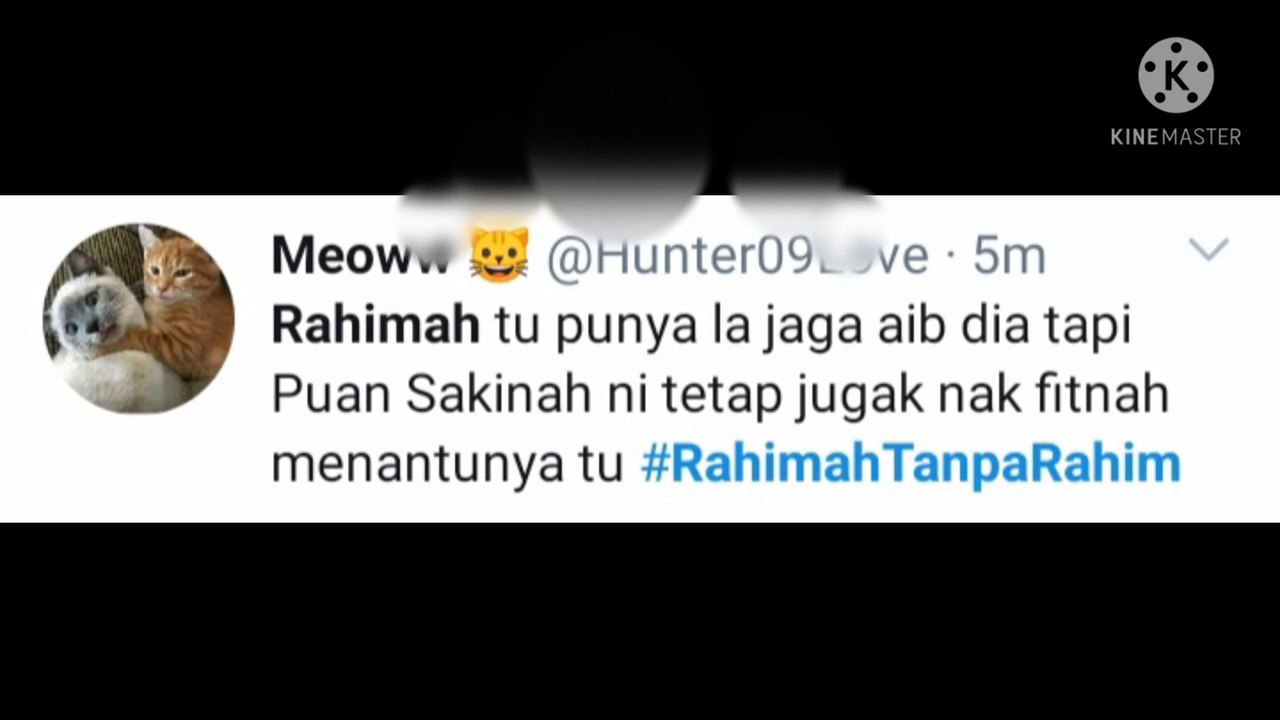 KINEMASTER
Meoww 😺 · 5m
Rahimah tu punya la jaga aib dia tapi
Puan Sakinah ni tetap jugak nak fitnah
menantunya tu #RahimahTanpaRahim